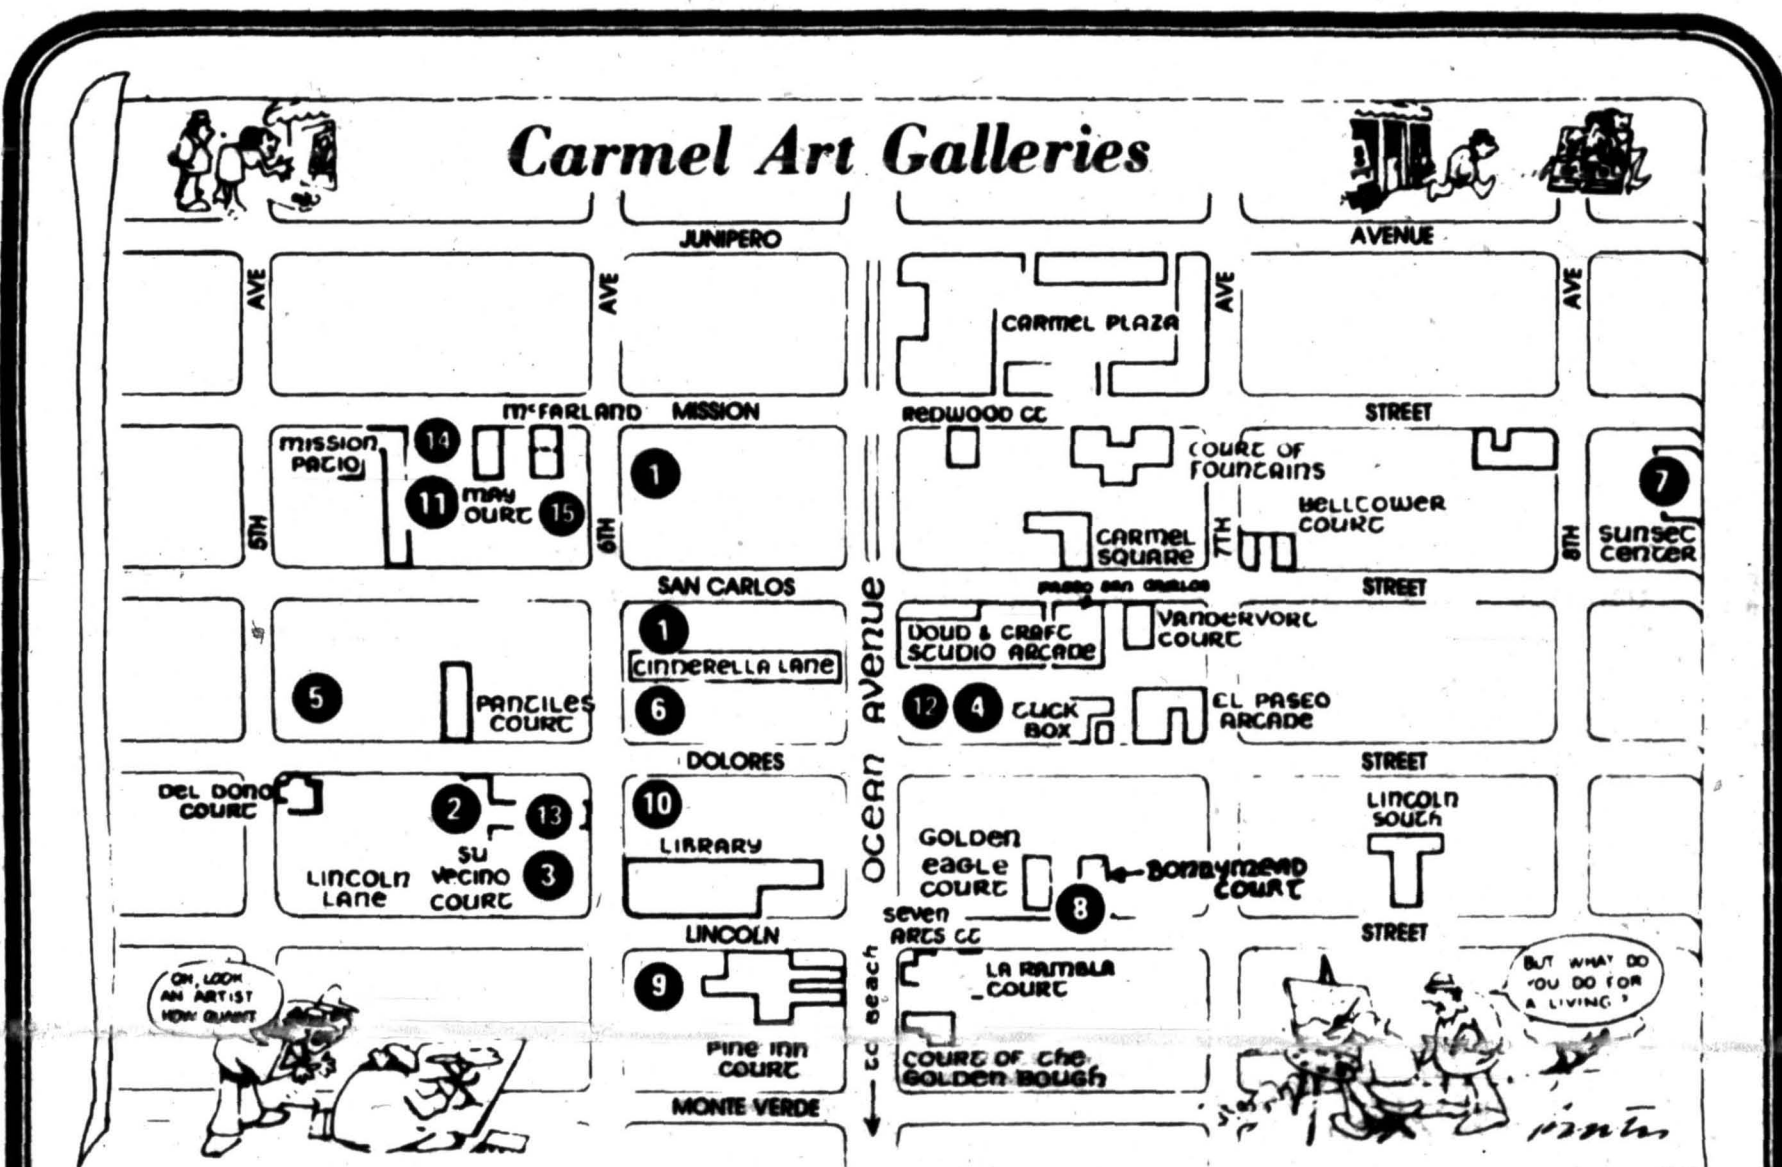 Carmel Art Galleries
JUNIPERO
AVENUE
AVE
AVE
AVE
AVE
CARMEL PLAZA
McFARLAND
MISSION
REDWOOD CT
STREET
MISSION
PATIO
14
11
MAY
OURT
15
1
COURT OF
FOUNTAINS
BELLTOWER
COURT
7
SUNSET
CENTER
CARMEL
SQUARE
5TH
6TH
7TH
8TH
SAN CARLOS
PASEO SAN CARLOS
STREET
1
CINDERELLA LANE
DOUD & CRAFT
STUDIO ARCADE
VANDERVORT
COURT
5
PANTILES
COURT
6
12
4
TUCK
BOX
EL PASEO
ARCADE
OCEAN AVENUE
DOLORES
STREET
DEL DONO
COURT
2
13
10
LIBRARY
LINCOLN
SOUTH
GOLDEN
EAGLE
COURT
BONNYMEAD
COURT
LINCOLN
LANE
SU
VECINO
COURT
3
8
SEVEN
ARTS CT
LINCOLN
STREET
9
LA RAMBLA
COURT
PINE INN
COURT
TO BEACH
COURT OF THE
GOLDEN BOUGH
MONTE VERDE
OH, LOOK
AN ARTIST
HOW QUAINT
BUT WHAT DO
YOU DO FOR
A LIVING?